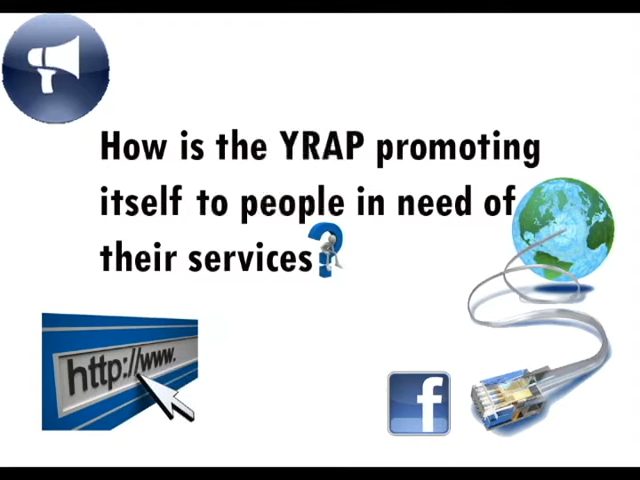 How is the YRAP promoting
itself to people in need of
their services?
http://www.
f